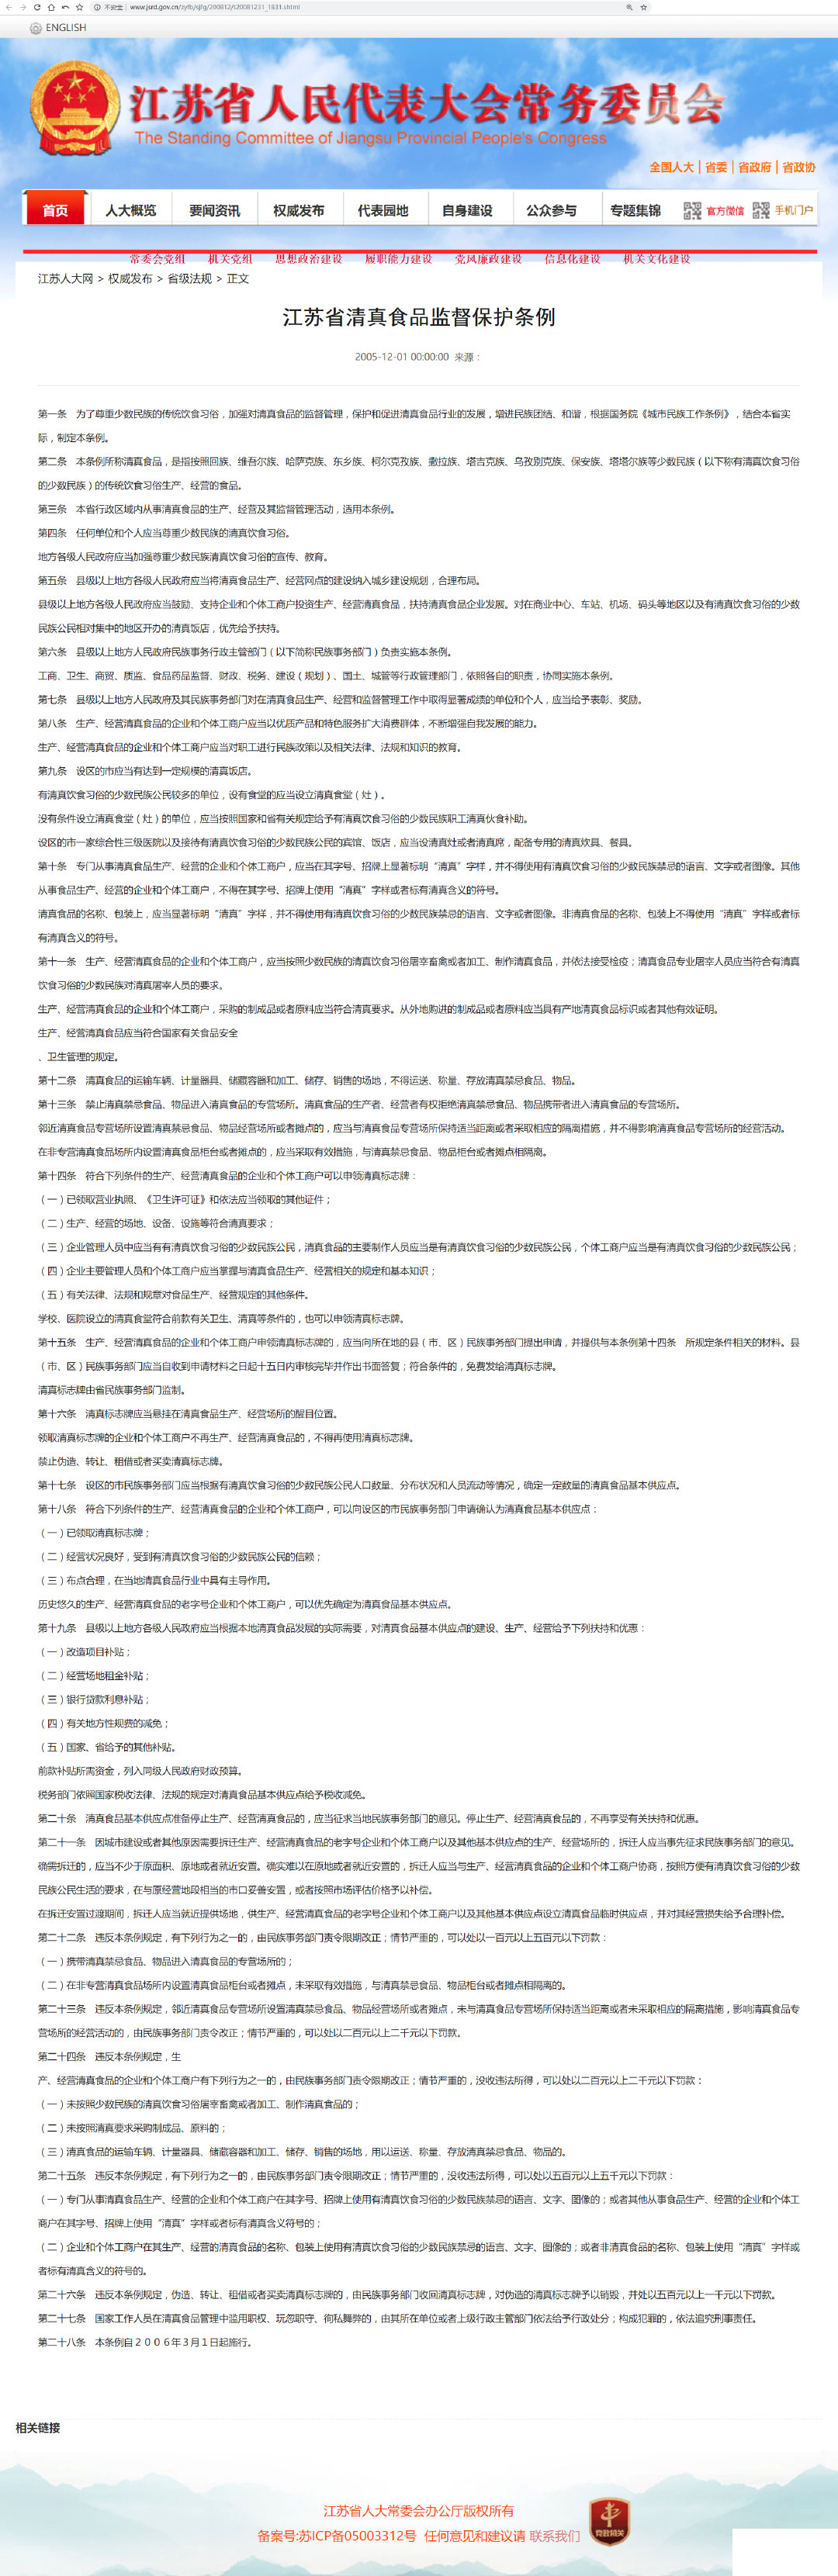 不安全 | www.jsrd.gov.cn/zyfb/sjfg/200812/t20081231_1831.shtml
ENGLISH
江苏省人民代表大会常务委员会
The Standing Committee of Jiangsu Provincial People's Congress
全国人大 | 省委 | 省政府 | 省政协
首页 人大概览 要闻资讯 权威发布 代表园地 自身建设 公众参与 专题集锦 官方微信 手机门户
常委会党组 机关党组 思想政治建设 履职能力建设 党风廉政建设 信息化建设 机关文化建设
江苏人大网 > 权威发布 > 省级法规 > 正文
江苏省清真食品监督保护条例
2005-12-01 00:00:00 来源：
第一条 为了尊重少数民族的传统饮食习俗，加强对清真食品的监督管理，保护和促进清真食品行业的发展，增进民族团结、和谐，根据国务院《城市民族工作条例》，结合本省实
际，制定本条例。
第二条 本条例所称清真食品，是指按照回族、维吾尔族、哈萨克族、东乡族、柯尔克孜族、撒拉族、塔吉克族、乌孜别克族、保安族、塔塔尔族等少数民族（以下称有清真饮食习俗
的少数民族）的传统饮食习俗生产、经营的食品。
第三条 本省行政区域内从事清真食品的生产、经营及其监督管理活动，适用本条例。
第四条 任何单位和个人应当尊重少数民族的清真饮食习俗。
地方各级人民政府应当加强尊重少数民族清真饮食习俗的宣传、教育。
第五条 县级以上地方各级人民政府应当将清真食品生产、经营网点的建设纳入城乡建设规划，合理布局。
县级以上地方各级人民政府应当鼓励、支持企业和个体工商户投资生产、经营清真食品，扶持清真食品企业发展。对在商业中心、车站、机场、码头等地区以及有清真饮食习俗的少数
民族公民相对集中的地区开办的清真饭店，优先给予扶持。
第六条 县级以上地方人民政府民族事务行政主管部门（以下简称民族事务部门）负责实施本条例。
工商、卫生、商贸、质监、食品药品监督、财政、税务、建设（规划）、国土、城管等行政管理部门，依照各自的职责，协同实施本条例。
第七条 县级以上地方人民政府及其民族事务部门对在清真食品生产、经营和监督管理工作中取得显著成绩的单位和个人，应当给予表彰、奖励。
第八条 生产、经营清真食品的企业和个体工商户应当以优质产品和特色服务扩大消费群体，不断增强自我发展的能力。
生产、经营清真食品的企业和个体工商户应当对职工进行民族政策以及相关法律、法规和知识的教育。
第九条 设区的市应当有达到一定规模的清真饭店。
有清真饮食习俗的少数民族公民较多的单位，设有食堂的应当设立清真食堂（灶）。
没有条件设立清真食堂（灶）的单位，应当按照国家和省有关规定给予有清真饮食习俗的少数民族职工清真伙食补助。
设区的市一家综合性三级医院以及接待有清真饮食习俗的少数民族公民的宾馆、饭店，应当设清真灶或者清真席，配备专用的清真炊具、餐具。
第十条 专门从事清真食品生产、经营的企业和个体工商户，应当在其字号、招牌上显著标明“清真”字样，并不得使用有清真饮食习俗的少数民族禁忌的语言、文字或者图像。其他
从事食品生产、经营的企业和个体工商户，不得在其字号、招牌上使用“清真”字样或者标有清真含义的符号。
清真食品的名称、包装上，应当显著标明“清真”字样，并不得使用有清真饮食习俗的少数民族禁忌的语言、文字或者图像。非清真食品的名称、包装上不得使用“清真”字样或者标
有清真含义的符号。
第十一条 生产、经营清真食品的企业和个体工商户，应当按照少数民族的清真饮食习俗屠宰畜禽或者加工、制作清真食品，并依法接受检疫；清真食品专业屠宰人员应当符合有清真
饮食习俗的少数民族对清真屠宰人员的要求。
生产、经营清真食品的企业和个体工商户，采购的制成品或者原料应当符合清真要求。从外地购进的制成品或者原料应当具有产地清真食品标识或者其他有效证明。
生产、经营清真食品应当符合国家有关食品安全
、卫生管理的规定。
第十二条 清真食品的运输车辆、计量器具、储藏容器和加工、储存、销售的场地，不得运送、称量、存放清真禁忌食品、物品。
第十三条 禁止清真禁忌食品、物品进入清真食品的专营场所。清真食品的生产者、经营者有权拒绝清真禁忌食品、物品携带者进入清真食品的专营场所。
邻近清真食品专营场所设置清真禁忌食品、物品经营场所或者摊点的，应当与清真食品专营场所保持适当距离或者采取相应的隔离措施，并不得影响清真食品专营场所的经营活动。
在非专营清真食品场所内设置清真食品柜台或者摊点的，应当采取有效措施，与清真禁忌食品、物品柜台或者摊点相隔离。
第十四条 符合下列条件的生产、经营清真食品的企业和个体工商户可以申领清真标志牌：
（一）已领取营业执照、《卫生许可证》和依法应当领取的其他证件；
（二）生产、经营的场地、设备、设施等符合清真要求；
（三）企业管理人员中应当有有清真饮食习俗的少数民族公民，清真食品的主要制作人员应当是有清真饮食习俗的少数民族公民，个体工商户应当是有清真饮食习俗的少数民族公民；
（四）企业主要管理人员和个体工商户应当掌握与清真食品生产、经营相关的规定和基本知识；
（五）有关法律、法规和规章对食品生产、经营规定的其他条件。
学校、医院设立的清真食堂符合前款有关卫生、清真等条件的，也可以申领清真标志牌。
第十五条 生产、经营清真食品的企业和个体工商户申领清真标志牌的，应当向所在地的县（市、区）民族事务部门提出申请，并提供与本条例第十四条 所规定条件相关的材料。县
（市、区）民族事务部门应当自收到申请材料之日起十五日内审核完毕并作出书面答复；符合条件的，免费发给清真标志牌。
清真标志牌由省民族事务部门监制。
第十六条 清真标志牌应当悬挂在清真食品生产、经营场所的醒目位置。
领取清真标志牌的企业和个体工商户不再生产、经营清真食品的，不得再使用清真标志牌。
禁止伪造、转让、租借或者买卖清真标志牌。
第十七条 设区的市民族事务部门应当根据有清真饮食习俗的少数民族公民人口数量、分布状况和人员流动等情况，确定一定数量的清真食品基本供应点。
第十八条 符合下列条件的生产、经营清真食品的企业和个体工商户，可以向设区的市民族事务部门申请确认为清真食品基本供应点：
（一）已领取清真标志牌；
（二）经营状况良好，受到有清真饮食习俗的少数民族公民的信赖；
（三）布点合理，在当地清真食品行业中具有主导作用。
历史悠久的生产、经营清真食品的老字号企业和个体工商户，可以优先确定为清真食品基本供应点。
第十九条 县级以上地方各级人民政府应当根据本地清真食品发展的实际需要，对清真食品基本供应点的建设、生产、经营给予下列扶持和优惠：
（一）改造项目补贴；
（二）经营场地租金补贴；
（三）银行贷款利息补贴；
（四）有关地方性规费的减免；
（五）国家、省给予的其他补贴。
前款补贴所需资金，列入同级人民政府财政预算。
税务部门依照国家税收法律、法规的规定对清真食品基本供应点给予税收减免。
第二十条 清真食品基本供应点准备停止生产、经营清真食品的，应当征求当地民族事务部门的意见。停止生产、经营清真食品的，不再享受有关扶持和优惠。
第二十一条 因城市建设或者其他原因需要拆迁生产、经营清真食品的老字号企业和个体工商户以及其他基本供应点的生产、经营场所的，拆迁人应当事先征求民族事务部门的意见。
确需拆迁的，应当不少于原面积、原地或者就近安置。确实难以在原地或者就近安置的，拆迁人应当与生产、经营清真食品的企业和个体工商户协商，按照方便有清真饮食习俗的少数
民族公民生活的要求，在与原经营地段相当的市口妥善安置，或者按照市场评估价格予以补偿。
在拆迁安置过渡期间，拆迁人应当就近提供场地，供生产、经营清真食品的老字号企业和个体工商户以及其他基本供应点设立清真食品临时供应点，并对其经营损失给予合理补偿。
第二十二条 违反本条例规定，有下列行为之一的，由民族事务部门责令限期改正；情节严重的，可以处以一百元以上五百元以下罚款：
（一）携带清真禁忌食品、物品进入清真食品的专营场所的；
（二）在非专营清真食品场所内设置清真食品柜台或者摊点，未采取有效措施，与清真禁忌食品、物品柜台或者摊点相隔离的。
第二十三条 违反本条例规定，邻近清真食品专营场所设置清真禁忌食品、物品经营场所或者摊点，未与清真食品专营场所保持适当距离或者未采取相应的隔离措施，影响清真食品专
营场所的经营活动的，由民族事务部门责令改正；情节严重的，可以处以二百元以上二千元以下罚款。
第二十四条 违反本条例规定，生
产、经营清真食品的企业和个体工商户有下列行为之一的，由民族事务部门责令限期改正；情节严重的，没收违法所得，可以处以二百元以上二千元以下罚款：
（一）未按照少数民族的清真饮食习俗屠宰畜禽或者加工、制作清真食品的；
（二）未按照清真要求采购制成品、原料的；
（三）清真食品的运输车辆、计量器具、储藏容器和加工、储存、销售的场地，用以运送、称量、存放清真禁忌食品、物品的。
第二十五条 违反本条例规定，有下列行为之一的，由民族事务部门责令限期改正；情节严重的，没收违法所得，可以处以五百元以上五千元以下罚款：
（一）专门从事清真食品生产、经营的企业和个体工商户在其字号、招牌上使用有清真饮食习俗的少数民族禁忌的语言、文字、图像的；或者其他从事食品生产、经营的企业和个体工
商户在其字号、招牌上使用“清真”字样或者标有清真含义符号的；
（二）企业和个体工商户在其生产、经营的清真食品的名称、包装上使用有清真饮食习俗的少数民族禁忌的语言、文字、图像的；或者非清真食品的名称、包装上使用“清真”字样或
者标有清真含义的符号的。
第二十六条 违反本条例规定，伪造、转让、租借或者买卖清真标志牌的，由民族事务部门收回清真标志牌，对伪造的清真标志牌予以销毁，并处以五百元以上一千元以下罚款。
第二十七条 国家工作人员在清真食品管理中滥用职权、玩忽职守、徇私舞弊的，由其所在单位或者上级行政主管部门依法给予行政处分；构成犯罪的，依法追究刑事责任。
第二十八条 本条例自２００６年３月１日起施行。
相关链接
江苏省人大常委会办公厅版权所有
备案号:苏ICP备05003312号 任何意见和建议请 联系我们
党政机关